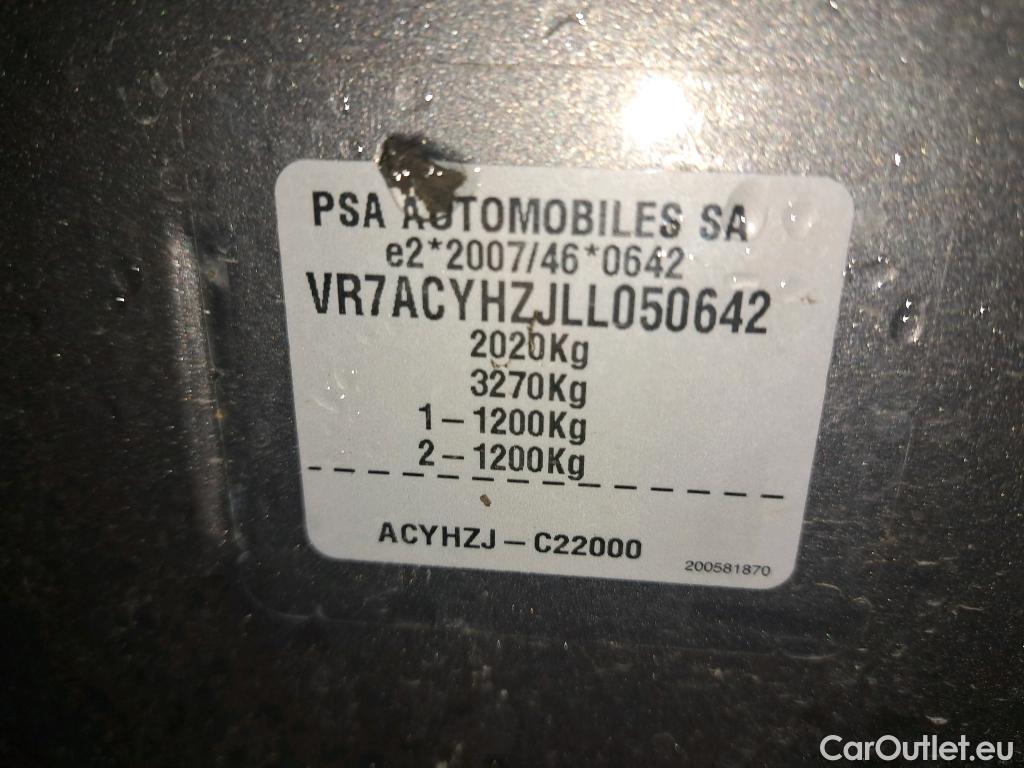 PSA AUTOMOBILES SA
e2*2007/46*0642
VR7ACYHZJLL050642
2020Kg
3270Kg
1-1200Kg
2-1200Kg
ACYHZJ-C22000
200581870
CarOutlet.eu